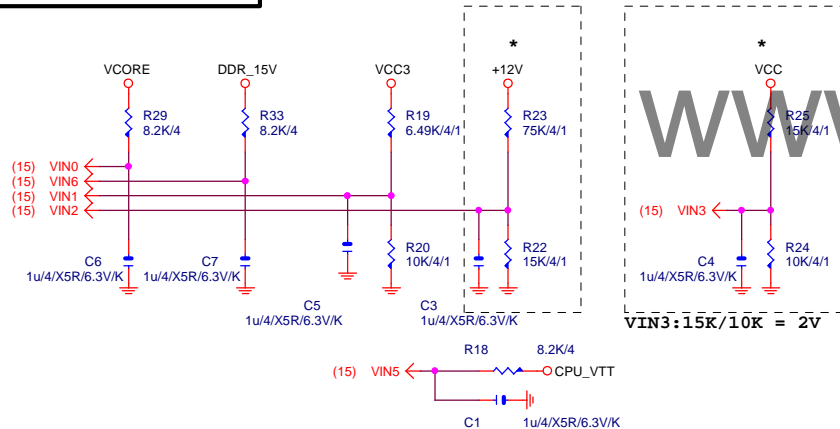 *
*
VCORE
DDR_15V
VCC3
+12V
VCC
R29
8.2K/4
R33
8.2K/4
R19
6.49K/4/1
R23
75K/4/1
R25
15K/4/1
www
(15) VIN0
(15) VIN6
(15) VIN1
(15) VIN2
(15) VIN3
C6
1u/4/X5R/6.3V/K
C7
1u/4/X5R/6.3V/K
R20
10K/4/1
R22
15K/4/1
C4
1u/4/X5R/6.3V/K
R24
10K/4/1
C5
1u/4/X5R/6.3V/K
C3
1u/4/X5R/6.3V/K
VIN3:15K/10K = 2V
R18 8.2K/4
(15) VIN5
CPU_VTT
C1 1u/4/X5R/6.3V/K